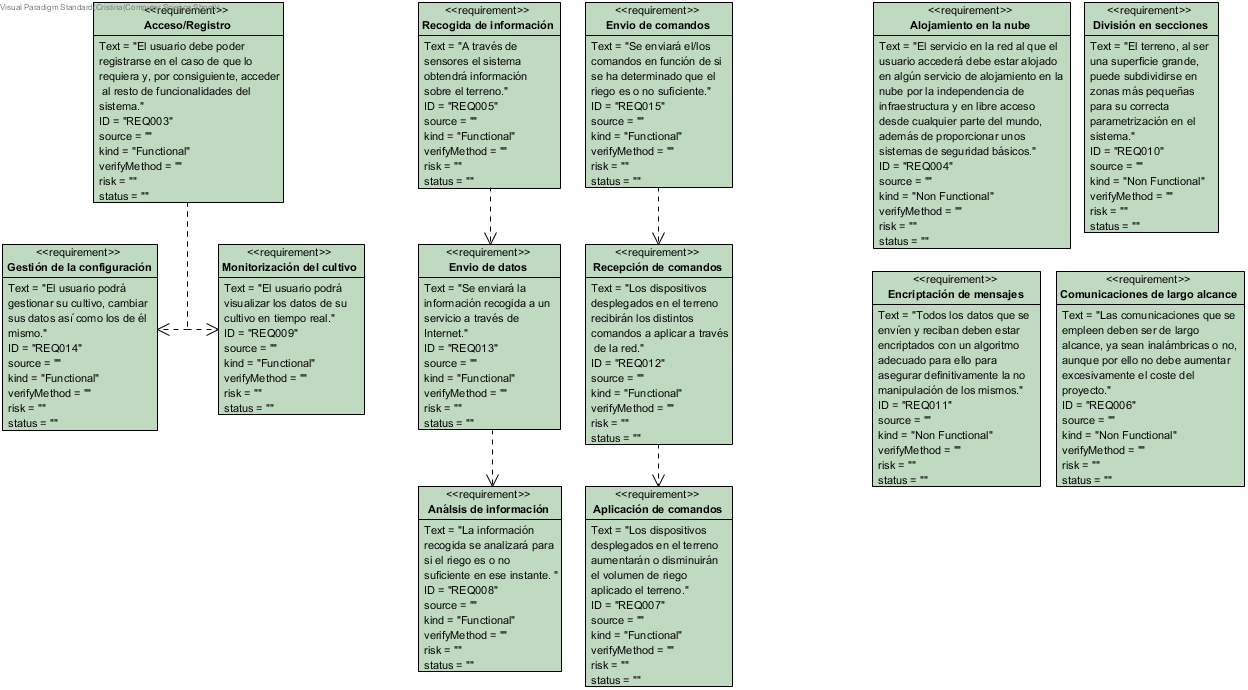 Visual Paradigm Standard
<<requirement>>
Acceso/Registro
Text = "El usuario debe poder
registrarse en el caso de que lo
requiera y, por consiguiente, acceder
al resto de funcionalidades del
sistema."
ID = "REQ003"
source = ""
kind = "Functional"
verifyMethod = ""
risk = ""
status = ""
<<requirement>>
Gestión de la configuración
Text = "El usuario podrá
gestionar su cultivo, cambiar
sus datos así como los de él
mismo."
ID = "REQ014"
source = ""
kind = "Functional"
verifyMethod = ""
risk = ""
status = ""
<<requirement>>
Monitorización del cultivo
Text = "El usuario podrá
visualizar los datos de su
cultivo en tiempo real."
ID = "REQ009"
source = ""
kind = "Functional"
verifyMethod = ""
risk = ""
status = ""
<<requirement>>
Recogida de información
Text = "A través de
sensores el sistema
obtendrá información
sobre el terreno."
ID = "REQ005"
source = ""
kind = "Functional"
verifyMethod = ""
risk = ""
status = ""
<<requirement>>
Envio de datos
Text = "Se enviará la
información recogida a un
servicio a través de
Internet."
ID = "REQ013"
source = ""
kind = "Functional"
verifyMethod = ""
risk = ""
status = ""
<<requirement>>
Análsis de información
Text = "La información
recogida se analizará para
si el riego es o no
suficiente en ese instante. "
ID = "REQ008"
source = ""
kind = "Functional"
verifyMethod = ""
risk = ""
status = ""
<<requirement>>
Envio de comandos
Text = "Se enviará el/los
comandos en función de si
se ha determinado que el
riego es o no suficiente."
ID = "REQ015"
source = ""
kind = "Functional"
verifyMethod = ""
risk = ""
status = ""
<<requirement>>
Recepción de comandos
Text = "Los dispositivos
desplegados en el terreno
recibirán los distintos
comandos a aplicar a través
de la red."
ID = "REQ012"
source = ""
kind = "Functional"
verifyMethod = ""
risk = ""
status = ""
<<requirement>>
Aplicación de comandos
Text = "Los dispositivos
desplegados en el terreno
aumentarán o disminuirán
el volumen de riego
aplicado el terreno."
ID = "REQ007"
source = ""
kind = "Functional"
verifyMethod = ""
risk = ""
status = ""
<<requirement>>
Alojamiento en la nube
Text = "El servicio en la red al que el
usuario accederá debe estar alojado
en algún servicio de alojamiento en la
nube por la independencia de
infraestructura y en libre acceso
desde cualquier parte del mundo,
además de proporcionar unos
sistemas de seguridad básicos."
ID = "REQ004"
source = ""
kind = "Non Functional"
verifyMethod = ""
risk = ""
status = ""
<<requirement>>
División en secciones
Text = "El terreno, al ser
una superficie grande,
puede subdividirse en
zonas más pequeñas
para su correcta
parametrización en el
sistema."
ID = "REQ010"
source = ""
kind = "Non Functional"
verifyMethod = ""
risk = ""
status = ""
<<requirement>>
Encriptación de mensajes
Text = "Todos los datos que se
envíen y reciban deben estar
encriptados con un algoritmo
adecuado para ello para
asegurar definitivamente la no
manipulación de los mismos."
ID = "REQ011"
source = ""
kind = "Non Functional"
verifyMethod = ""
risk = ""
status = ""
<<requirement>>
Comunicaciones de largo alcance
Text = "Las comunicaciones que se
empleen deben ser de largo
alcance, ya sean inalámbricas o no,
aunque por ello no debe aumentar
excesivamente el coste del
proyecto."
ID = "REQ006"
source = ""
kind = "Non Functional"
verifyMethod = ""
risk = ""
status = ""